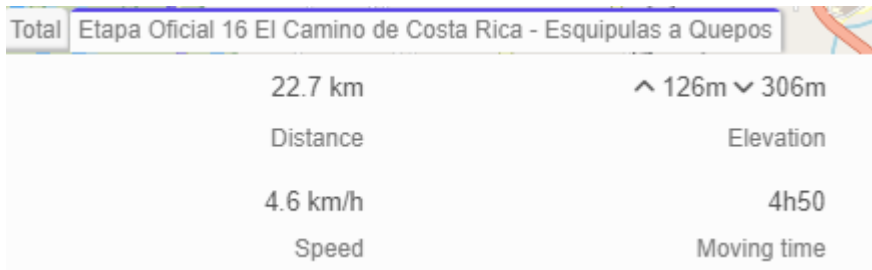 Total Etapa Oficial 16 El Camino de Costa Rica - Esquipulas a Quepos
22.7 km 126m 306m
Distance Elevation
4.6 km/h 4h50
Speed Moving time